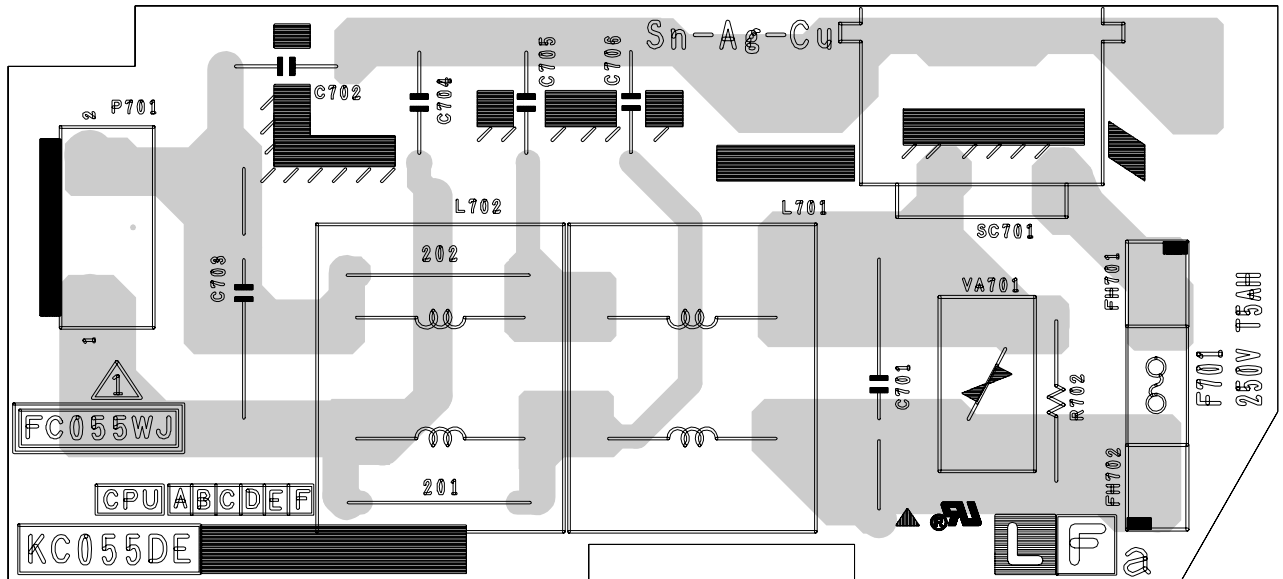 Sn-Ag-Cu
C702
C704
C705
C706
P701
2
L702
L701
SC701
202
C703
VA701
FH701
F701
250V T5AH
1
1
C701
R702
FC055WJ
201
FH702
CPU A B C D E F
KC055DE
L F a